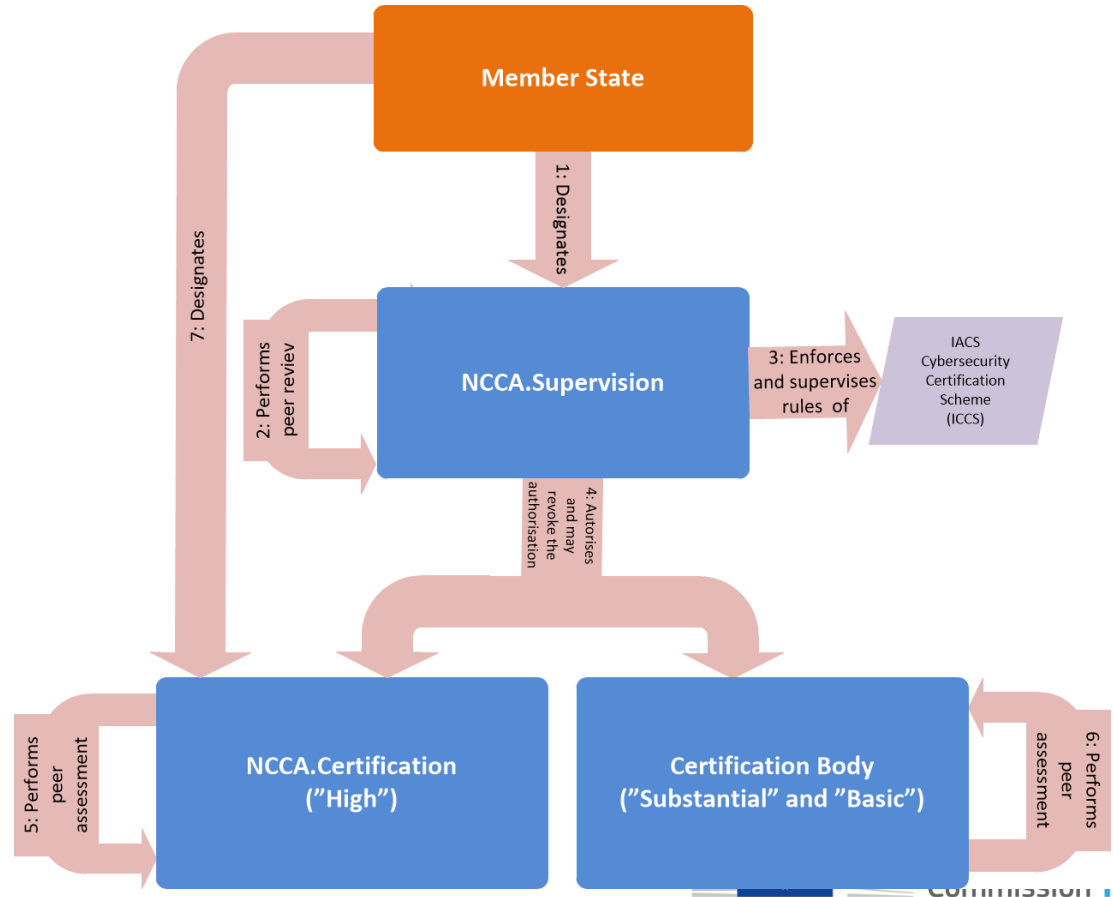 Member State
1: Designates
7: Designates
2: Performs
peer reviev
NCCA.Supervision
3: Enforces
and supervises
rules of
IACS
Cybersecurity
Certification
Scheme
(ICCS)
4: Autorises
and may
revoke the
authorisation
5: Performs
peer
assessment
NCCA.Certification
(”High”)
Certification Body
(”Substantial” and ”Basic”)
6: Performs
peer
assessment
Commission